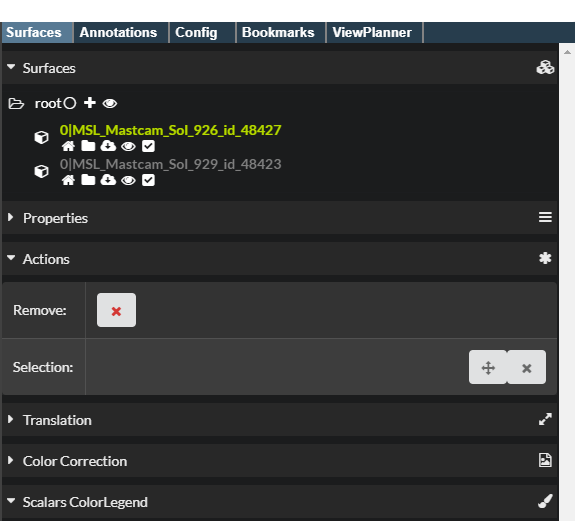 Surfaces Annotations Config Bookmarks ViewPlanner
Surfaces
root
0|MSL_Mastcam_Sol_926_id_48427
0|MSL_Mastcam_Sol_929_id_48423
Properties
Actions
Remove:
Selection:
Translation
Color Correction
Scalars ColorLegend